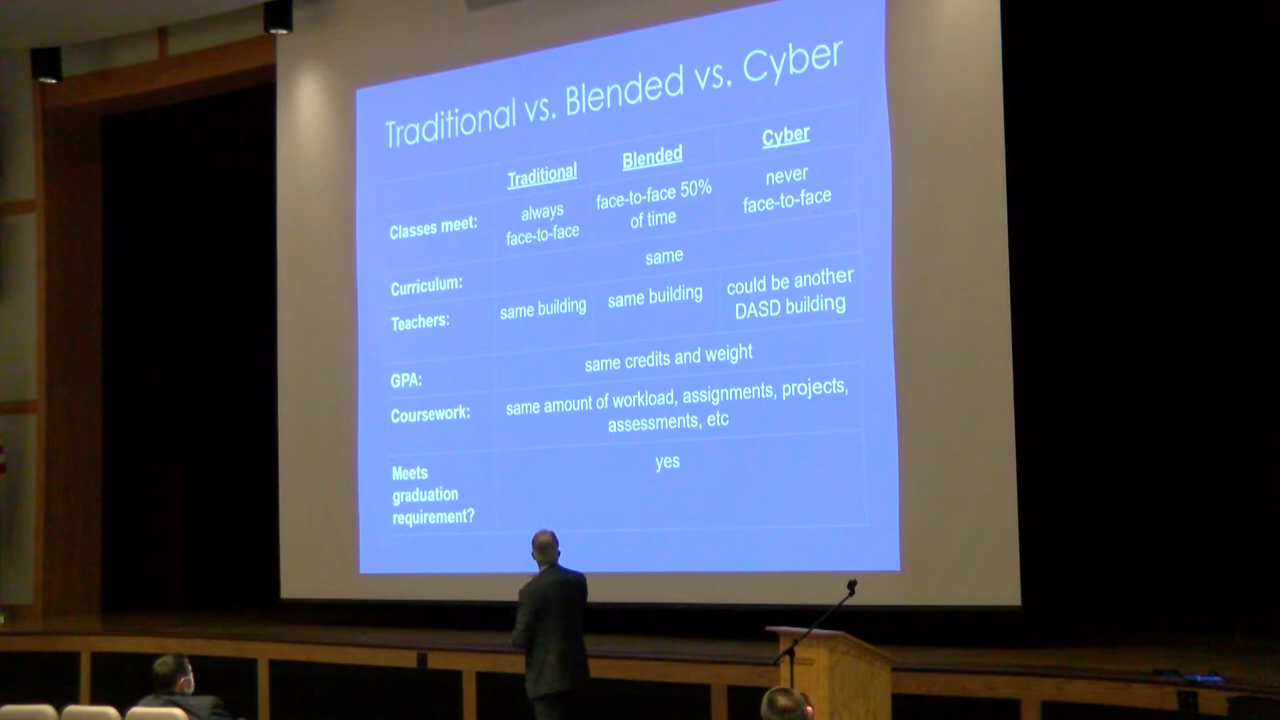 Traditional vs. Blended vs. Cyber
Traditional Blended Cyber
Classes meet: always face-to-face face-to-face 50% of time never face-to-face
Curriculum: same
Teachers: same building same building could be another DASD building
GPA: same credits and weight
Coursework: same amount of workload, assignments, projects,
assessments, etc
Meets yes
graduation
requirement?